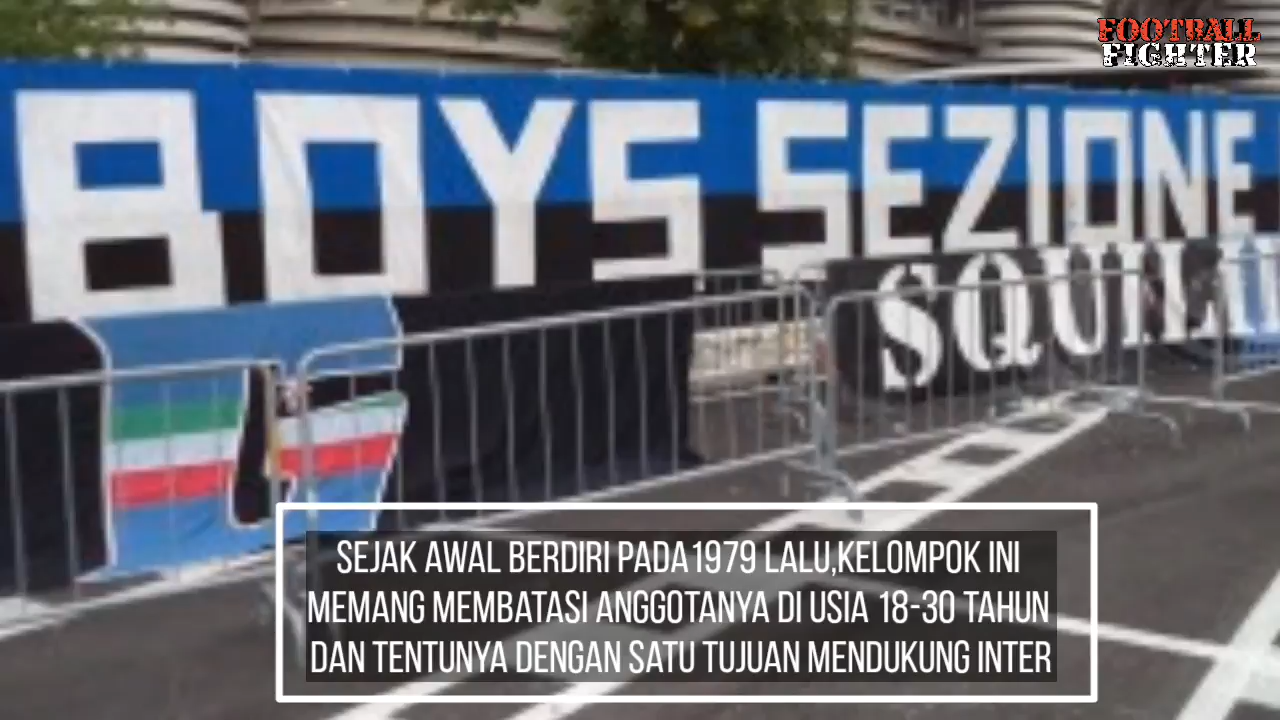 FOOTBALL
FIGHTER
BOYS SEZIONE
SEJAK AWAL BERDIRI PADA1979 LALU,KELOMPOK INI
MEMANG MEMBATASI ANGGOTANYA DI USIA 18-30 TAHUN
DAN TENTUNYA DENGAN SATU TUJUAN MENDUKUNG INTER